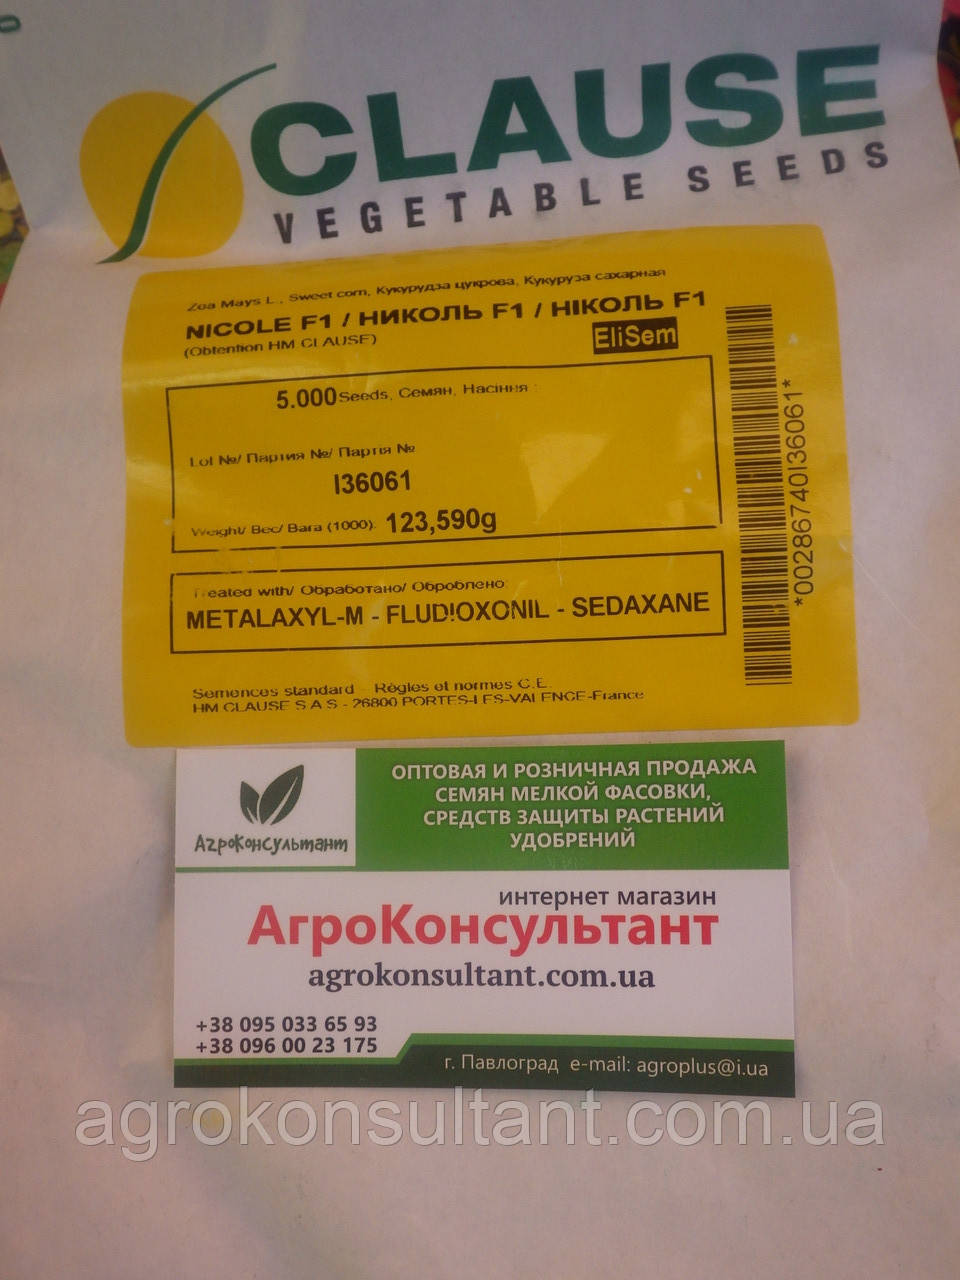 CLAUSE
VEGETABLE SEEDS
Zea Mays L., Sweet corn, Кукурудза цукрова, Кукуруза сахарная
NICOLE F1 / НИКОЛЬ F1 / НІКОЛЬ F1
(Obtention HM CLAUSE)
EliSem
5.000 Seeds, Семян, Насіння :
Lot №/ Партия №/ Партія №
I36061
Weight/ Вес/ Вага (1000): 123,590g
Treated with/ Обработано/ Оброблено:
METALAXYL-M - FLUDIOXONIL - SEDAXANE
*00286740I36061*
Semences standard - Règles et normes C.E.
HM CLAUSE S A S - 26800 PORTES-LES-VALENCE-France
АгроКонсультант
ОПТОВАЯ И РОЗНИЧНАЯ ПРОДАЖА
СЕМЯН МЕЛКОЙ ФАСОВКИ,
СРЕДСТВ ЗАЩИТЫ РАСТЕНИЙ
УДОБРЕНИЙ
интернет магазин
АгроКонсультант
agrokonsultant.com.ua
+38 095 033 65 93
+38 096 00 23 175
г. Павлоград e-mail: agroplus@i.ua
agrokonsultant.com.ua